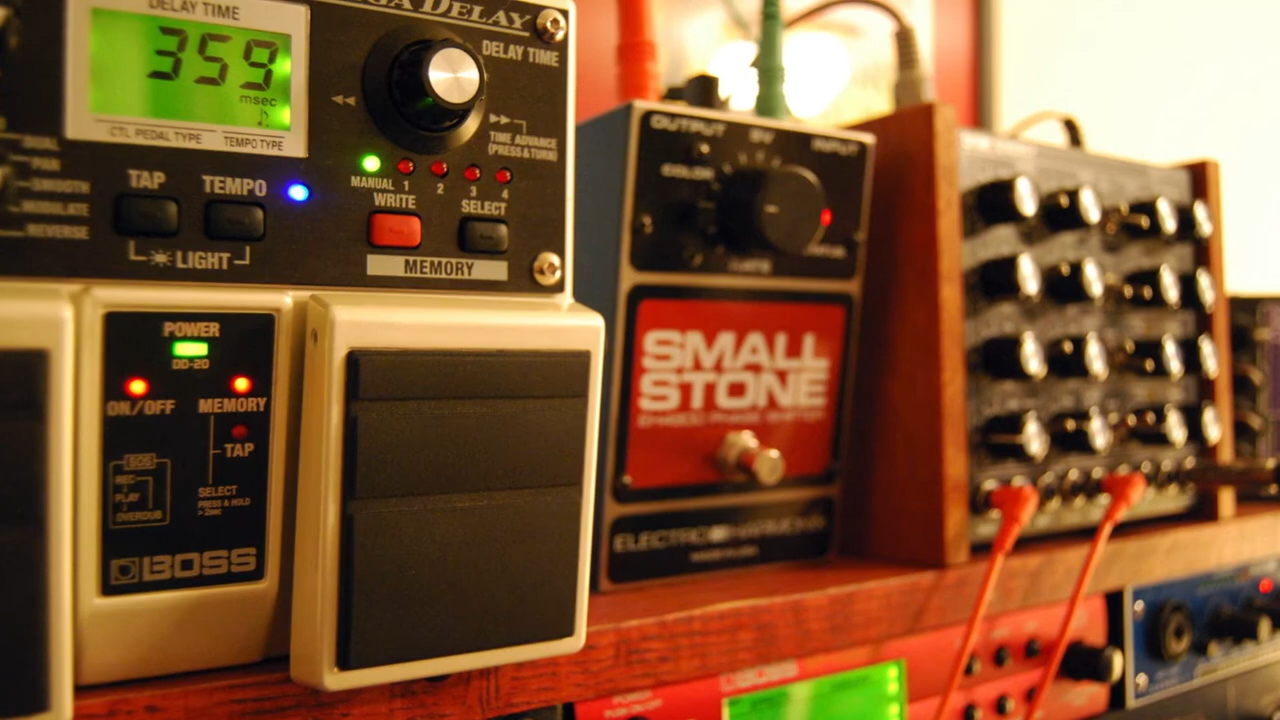 DELAY TIME
359
msec
CTL PEDAL TYPE
TEMPO TYPE
GA DELAY
DELAY TIME
TIME ADVANCE
(PRESS & TURN)
DUAL
PAN
SMOOTH
MODULATE
REVERSE
TAP
TEMPO
LIGHT
MANUAL 1 2 3 4
WRITE
SELECT
MEMORY
POWER
DD-20
ON/OFF
MEMORY
TAP
SOS
REC
PLAY
OVERDUB
SELECT
PRESS & HOLD
> 2sec
BOSS
OUTPUT
9V
INPUT
COLOR
RATE
SMALL
STONE
ELECTRO-HARMONIX
BOSS
POWER